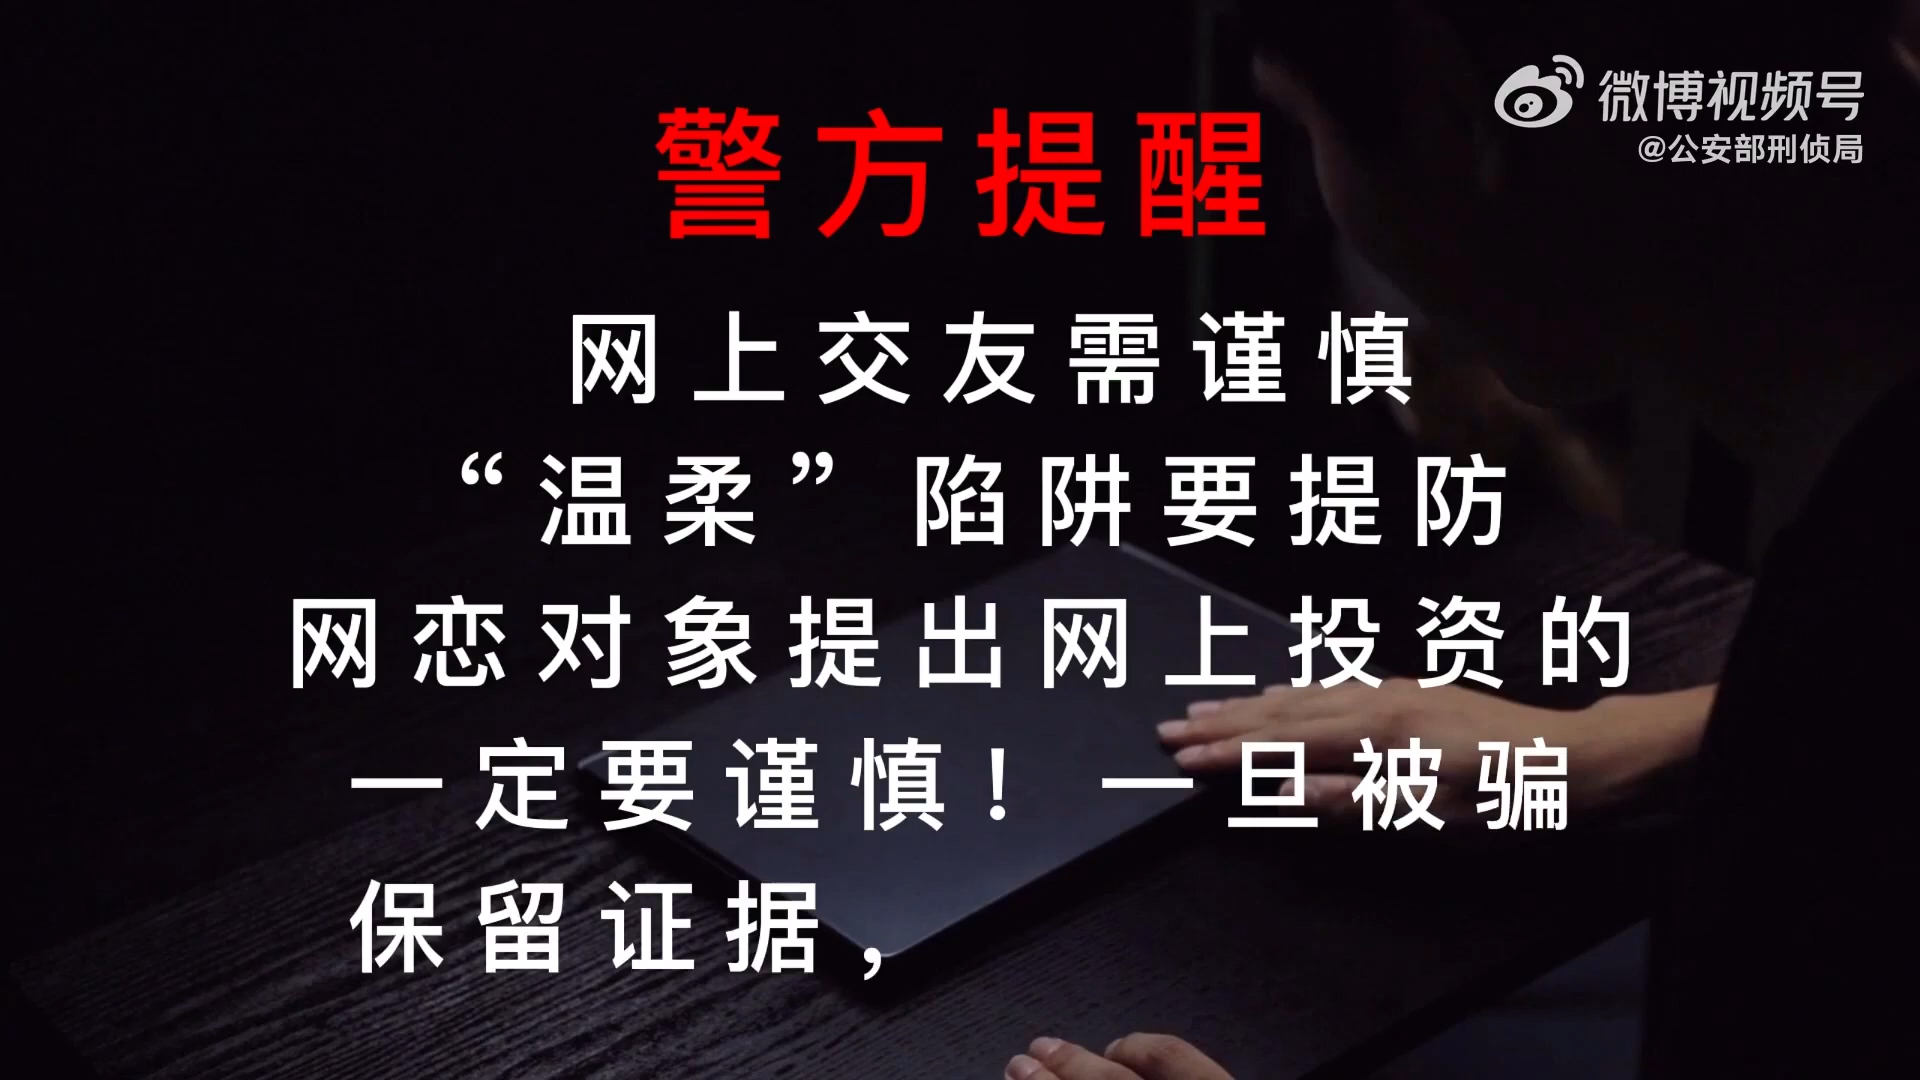 微博视频号
@公安部刑侦局
警方提醒
网上交友需谨慎
“温柔”陷阱要提防
网恋对象提出网上投资的
一定要谨慎！一旦被骗
保留证据，